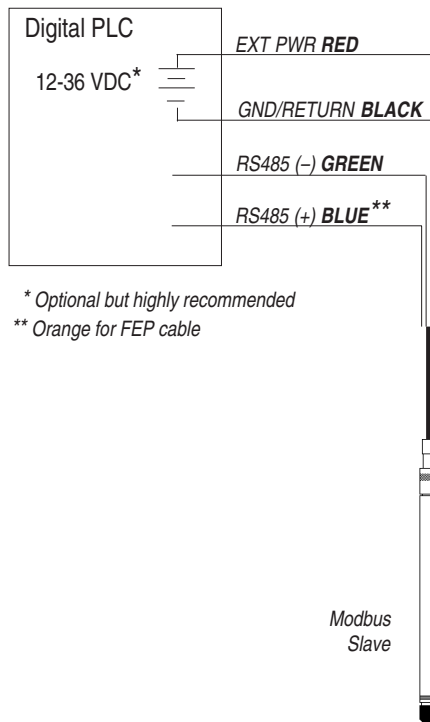 Digital PLC
12-36 VDC*
EXT PWR RED
GND/RETURN BLACK
RS485 (–) GREEN
RS485 (+) BLUE**
* Optional but highly recommended
** Orange for FEP cable
Modbus
Slave